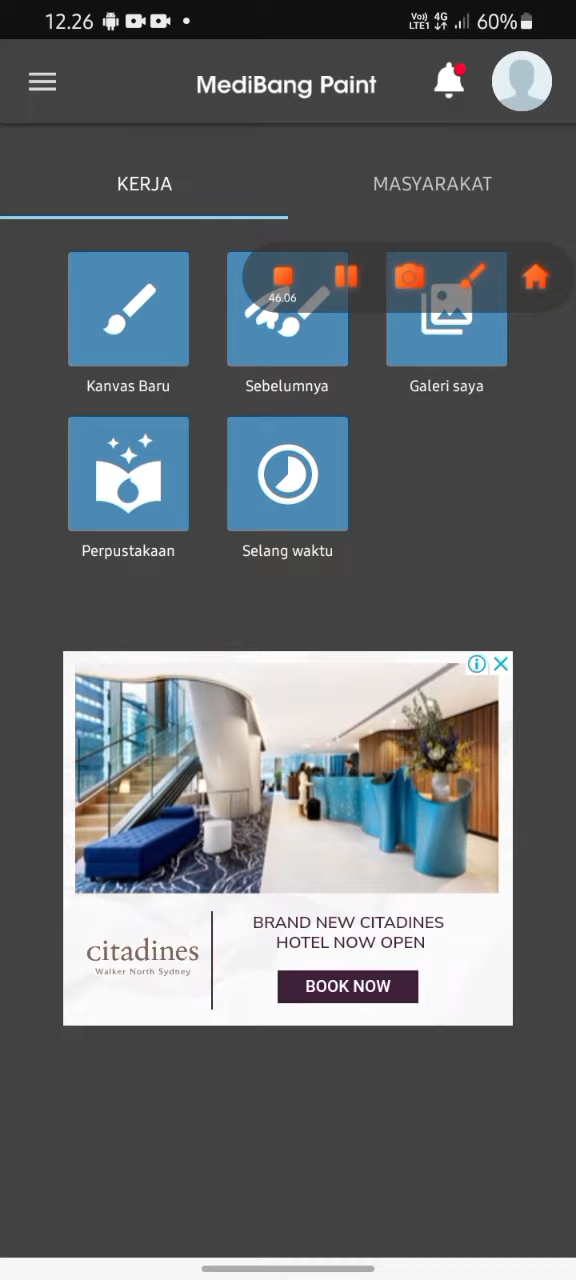 12.26
Vo) 4G
LTE1
60%
MediBang Paint
KERJA
MASYARAKAT
46.06
Kanvas Baru
Sebelumnya
Galeri saya
Perpustakaan
Selang waktu
citadines
Walker North Sydney
BRAND NEW CITADINES
HOTEL NOW OPEN
BOOK NOW